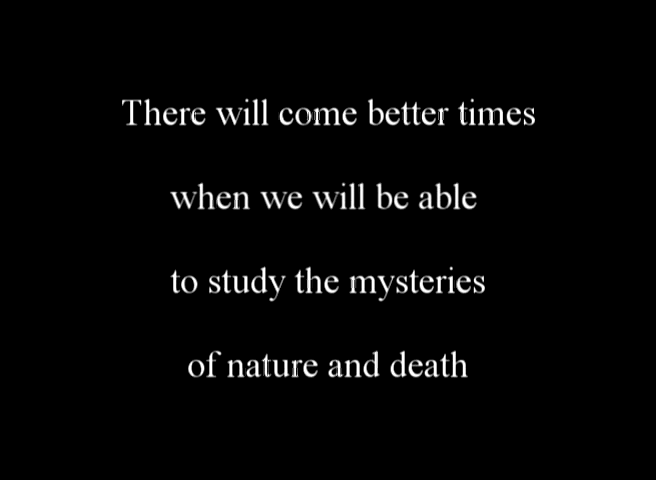 There will come better times
when we will be able
to study the mysteries
of nature and death